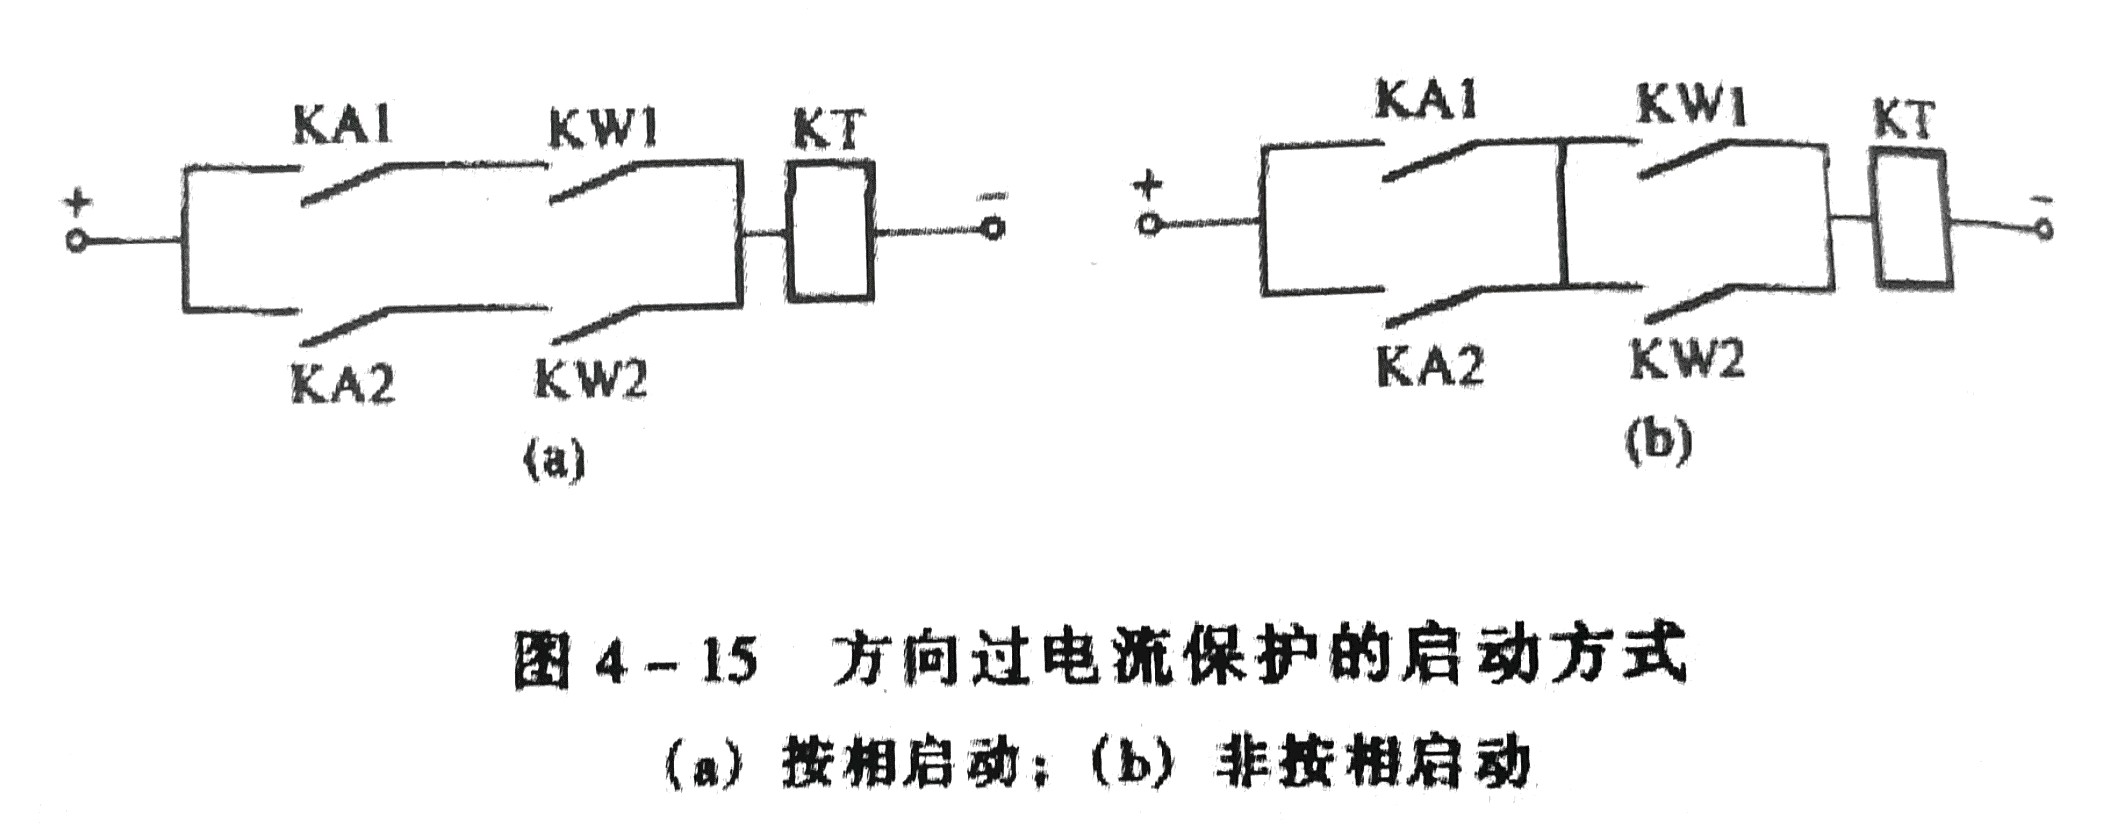 KA1 KW1 KT KA1 KW1 KT
+ − + −
KA2 KW2 KA2 KW2
(a) (b)
图 4-15 方向过电流保护的启动方式
(a) 按相启动；(b) 非按相启动